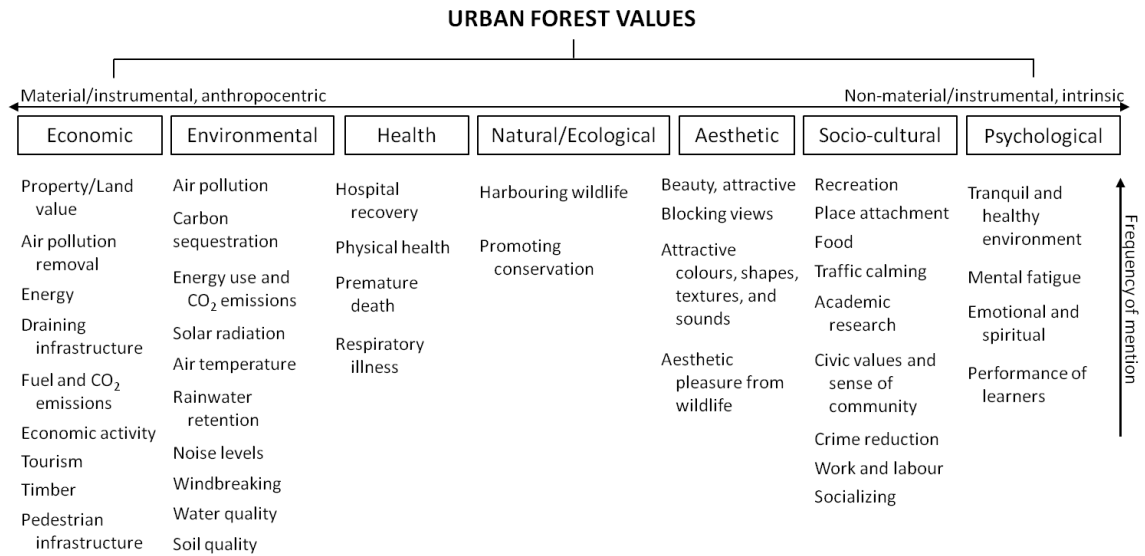 URBAN FOREST VALUES
Material/instrumental, anthropocentric
Non-material/instrumental, intrinsic
Economic
Property/Land
value
Air pollution
removal
Energy
Draining
infrastructure
Fuel and CO₂
emissions
Economic activity
Tourism
Timber
Pedestrian
infrastructure
Environmental
Air pollution
Carbon
sequestration
Energy use and
CO₂ emissions
Solar radiation
Air temperature
Rainwater
retention
Noise levels
Windbreaking
Water quality
Soil quality
Health
Hospital
recovery
Physical health
Premature
death
Respiratory
illness
Natural/Ecological
Harbouring wildlife
Promoting
conservation
Aesthetic
Beauty, attractive
Blocking views
Attractive
colours, shapes,
textures, and
sounds
Aesthetic
pleasure from
wildlife
Socio-cultural
Recreation
Place attachment
Food
Traffic calming
Academic
research
Civic values and
sense of
community
Crime reduction
Work and labour
Socializing
Psychological
Tranquil and
healthy
environment
Mental fatigue
Emotional and
spiritual
Performance of
learners
Frequency of mention